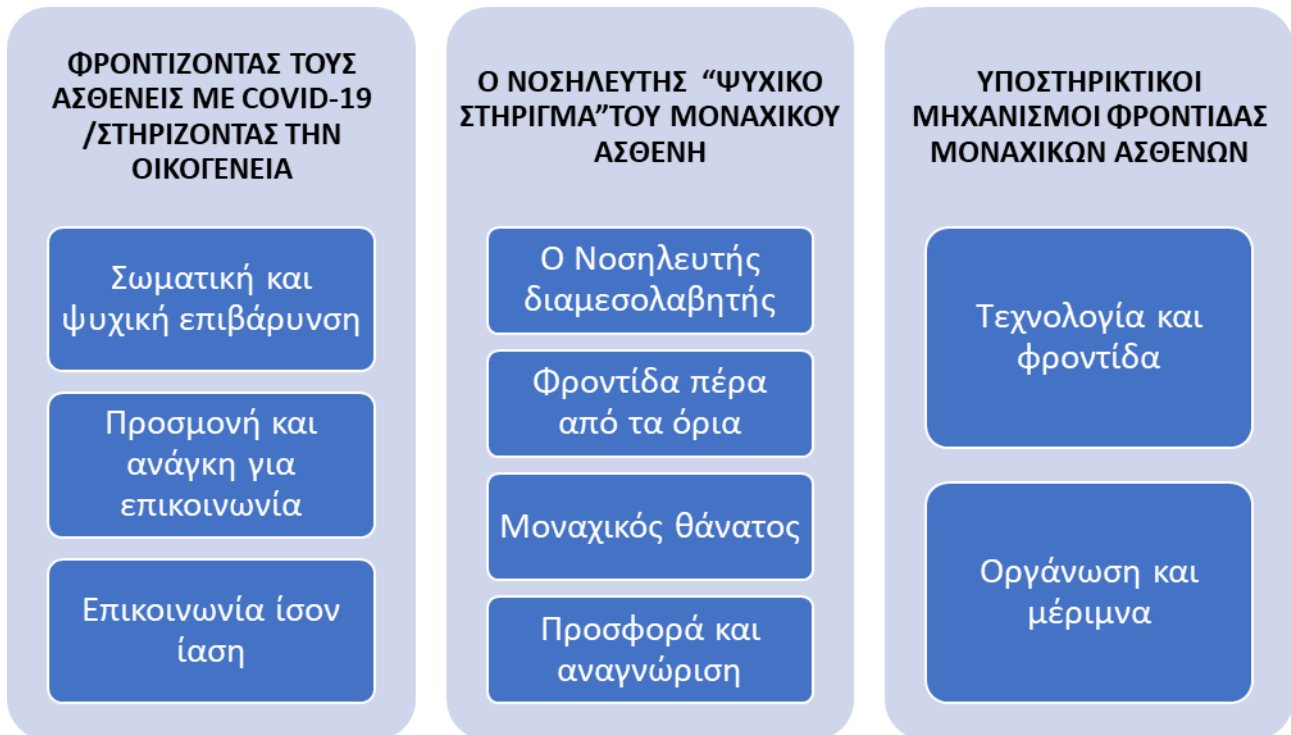 ΦΡΟΝΤΙΖΟΝΤΑΣ ΤΟΥΣ
ΑΣΘΕΝΕΙΣ ΜΕ COVID-19
/ΣΤΗΡΙΖΟΝΤΑΣ ΤΗΝ
ΟΙΚΟΓΕΝΕΙΑ
Σωματική και
ψυχική επιβάρυνση
Προσμονή και
ανάγκη για
επικοινωνία
Επικοινωνία ίσον
ίαση
Ο ΝΟΣΗΛΕΥΤΗΣ “ΨΥΧΙΚΟ
ΣΤΗΡΙΓΜΑ”ΤΟΥ ΜΟΝΑΧΙΚΟΥ
ΑΣΘΕΝΗ
Ο Νοσηλευτής
διαμεσολαβητής
Φροντίδα πέρα
από τα όρια
Μοναχικός θάνατος
Προσφορά και
αναγνώριση
ΥΠΟΣΤΗΡΙΚΤΙΚΟΙ
ΜΗΧΑΝΙΣΜΟΙ ΦΡΟΝΤΙΔΑΣ
ΜΟΝΑΧΙΚΩΝ ΑΣΘΕΝΩΝ
Τεχνολογία και
φροντίδα
Οργάνωση και
μέριμνα